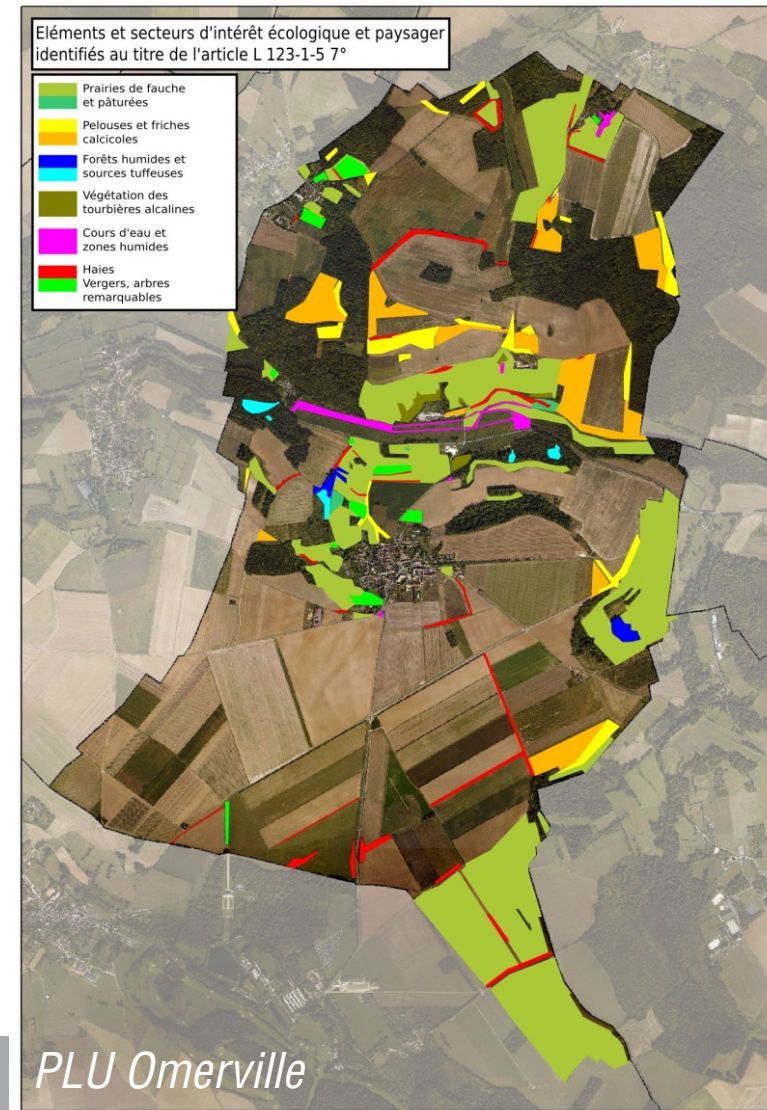 Eléments et secteurs d'intérêt écologique et paysager
identifiés au titre de l'article L 123-1-5 7°
Prairies de fauche
et pâturées
Pelouses et friches
calcicoles
Forêts humides et
sources tuffeuses
Végétation des
tourbières alcalines
Cours d'eau et
zones humides
Haies
Vergers, arbres
remarquables
PLU Omerville